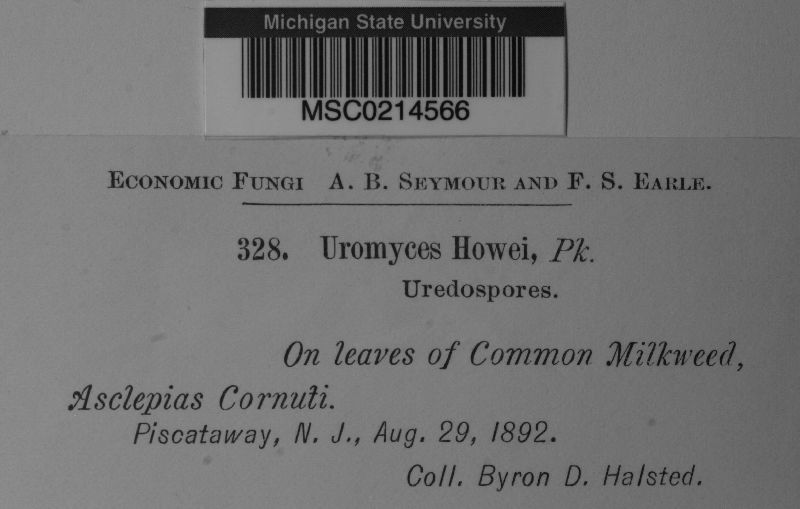 Michigan State University
MSC0214566
Economic Fungi A. B. Seymour and F. S. Earle.
328. Uromyces Howei, Pk.
Uredospores.
On leaves of Common Milkweed,
Asclepias Cornuti.
Piscataway, N. J., Aug. 29, 1892.
Coll. Byron D. Halsted.